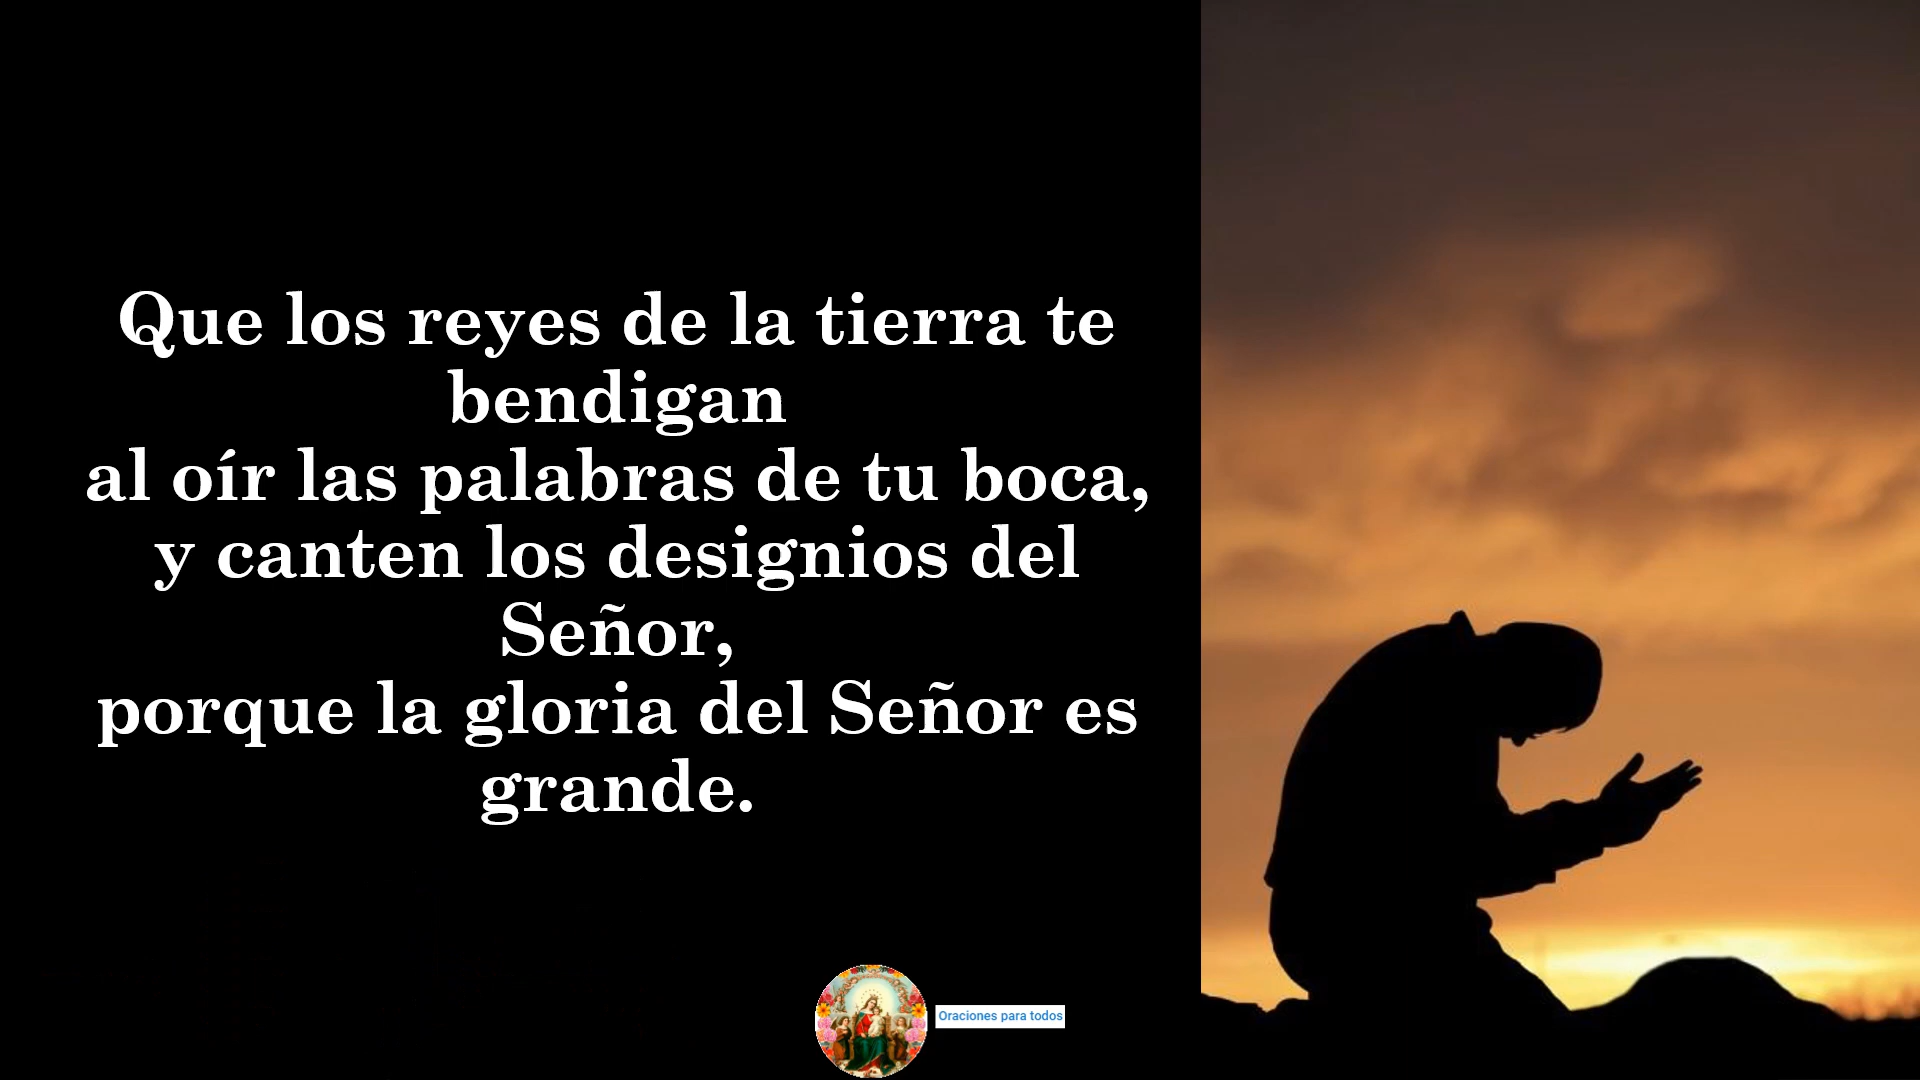 Que los reyes de la tierra te
bendigan
al oír las palabras de tu boca,
y canten los designios del
Señor,
porque la gloria del Señor es
grande.
Oraciones para todos